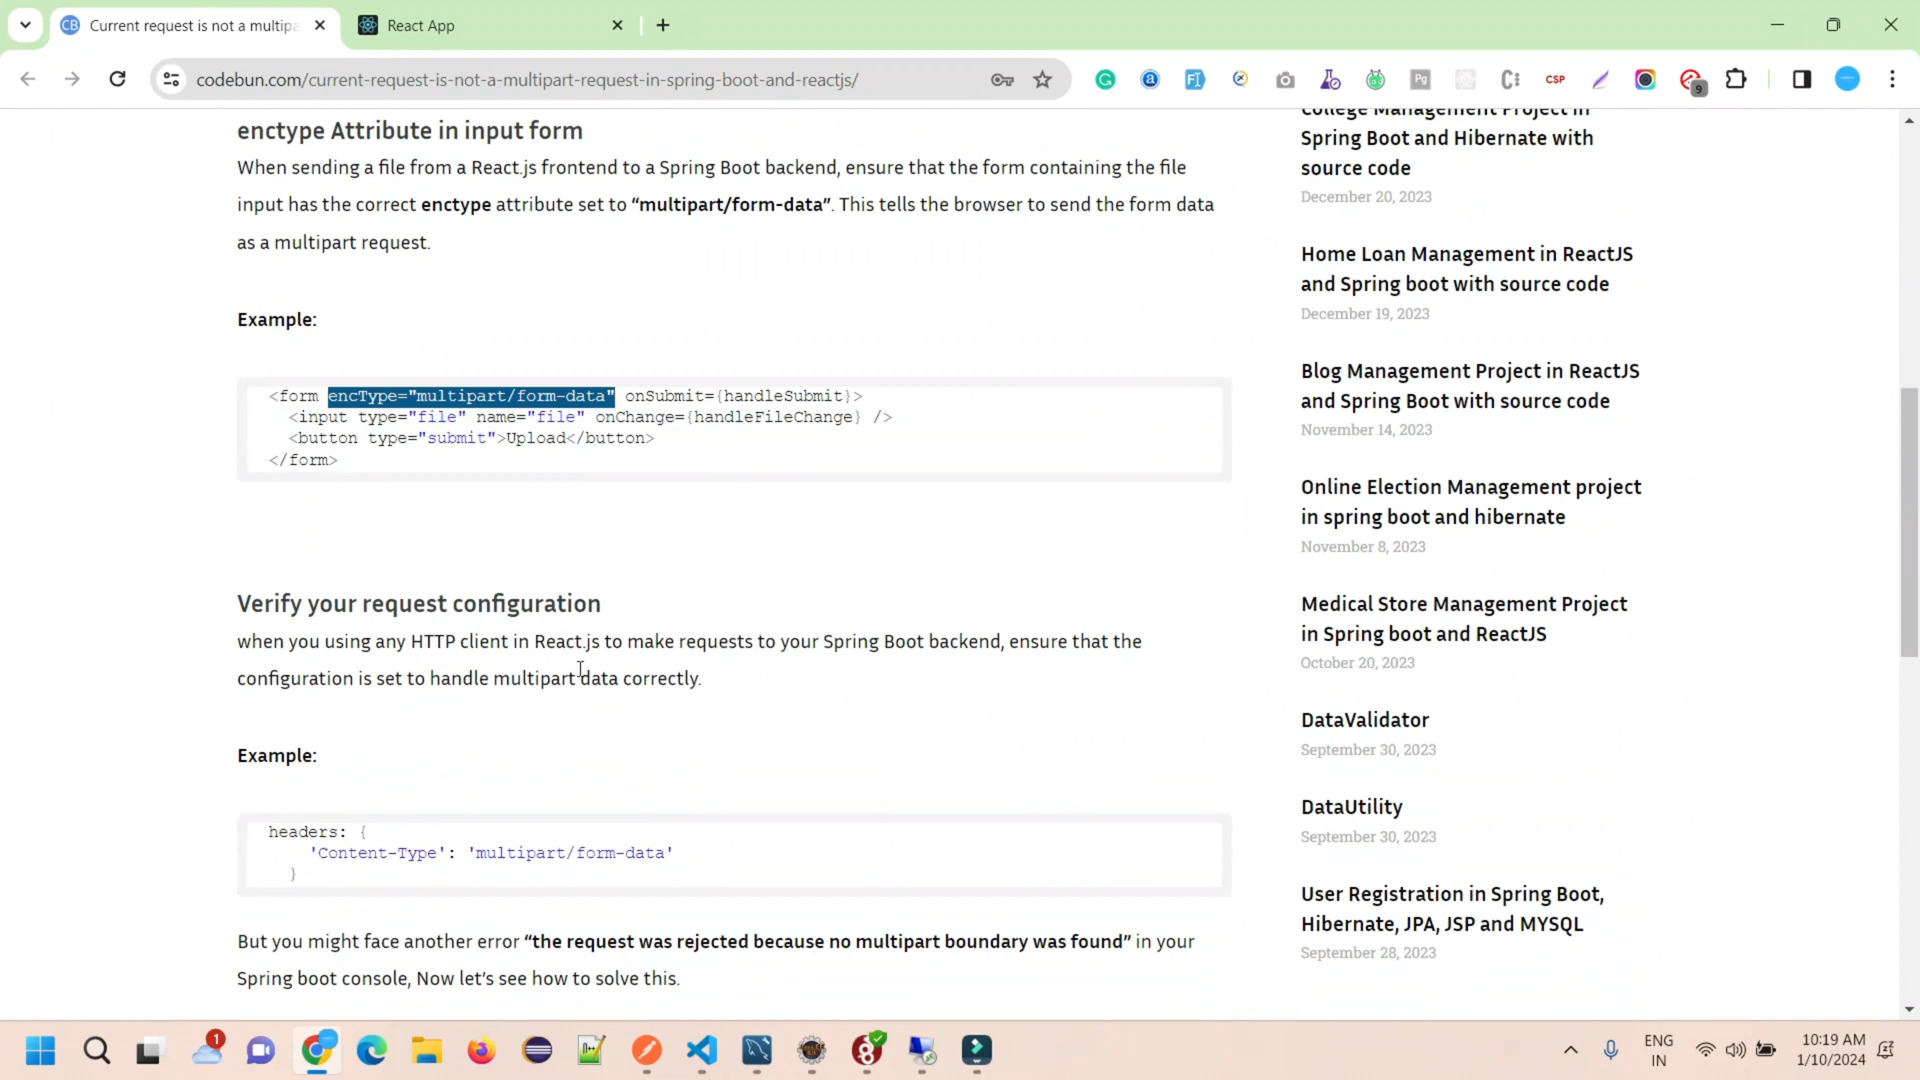 Current request is not a multipa
React App
codebun.com/current-request-is-not-a-multipart-request-in-spring-boot-and-reactjs/
CSP
Pg
9
enctype Attribute in input form
When sending a file from a React.js frontend to a Spring Boot backend, ensure that the form containing the file
input has the correct enctype attribute set to “multipart/form-data”. This tells the browser to send the form data
as a multipart request.
Example:
<form encType="multipart/form-data" onSubmit={handleSubmit}>
<input type="file" name="file" onChange={handleFileChange} />
<button type="submit">Upload</button>
</form>
Verify your request configuration
when you using any HTTP client in React.js to make requests to your Spring Boot backend, ensure that the
configuration is set to handle multipart data correctly.
Example:
headers: {
'Content-Type': 'multipart/form-data'
}
But you might face another error “the request was rejected because no multipart boundary was found” in your
Spring boot console, Now let’s see how to solve this.
College Management Project in
Spring Boot and Hibernate with
source code
December 20, 2023
Home Loan Management in ReactJS
and Spring boot with source code
December 19, 2023
Blog Management Project in ReactJS
and Spring Boot with source code
November 14, 2023
Online Election Management project
in spring boot and hibernate
November 8, 2023
Medical Store Management Project
in Spring boot and ReactJS
October 20, 2023
DataValidator
September 30, 2023
DataUtility
September 30, 2023
User Registration in Spring Boot,
Hibernate, JPA, JSP and MYSQL
September 28, 2023
1
ENG
IN
10:19 AM
1/10/2024